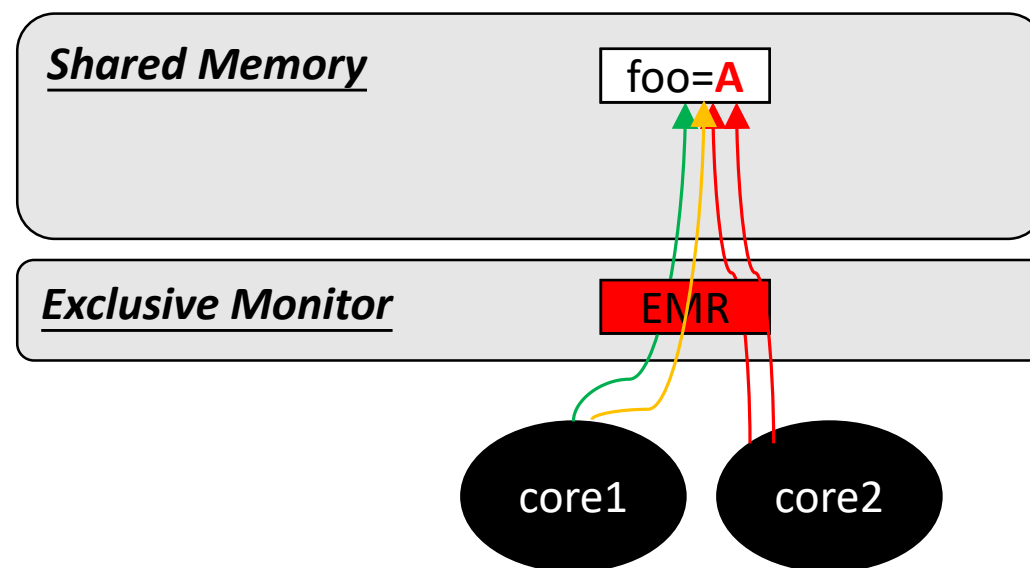 Shared Memory
foo=A
Exclusive Monitor
EMR
core1
core2